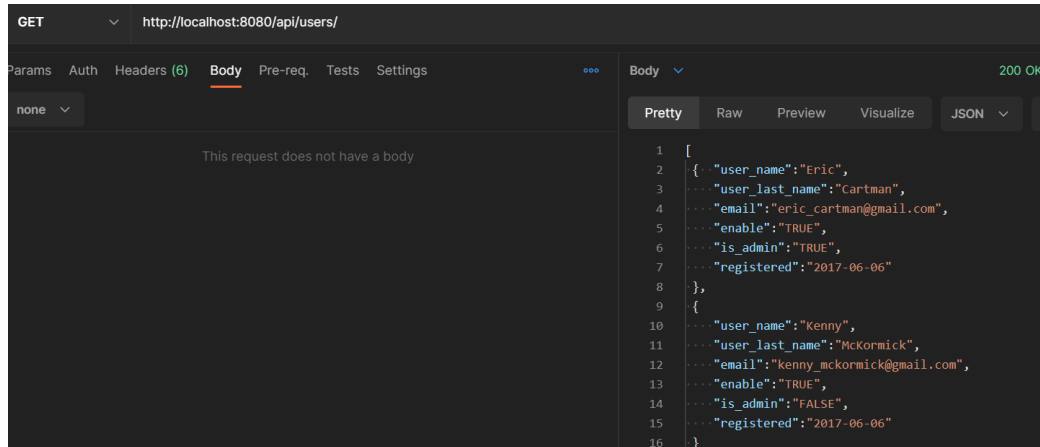 GET http://localhost:8080/api/users/
Params Auth Headers (6) Body Pre-req. Tests Settings
none
This request does not have a body
Body 200 OK
Pretty Raw Preview Visualize JSON
1 [
2 { "user_name":"Eric",
3 "user_last_name":"Cartman",
4 "email":"eric_cartman@gmail.com",
5 "enable":"TRUE",
6 "is_admin":"TRUE",
7 "registered":"2017-06-06"
8 },
9 {
10 "user_name":"Kenny",
11 "user_last_name":"McKormick",
12 "email":"kenny_mckormick@gmail.com",
13 "enable":"TRUE",
14 "is_admin":"FALSE",
15 "registered":"2017-06-06"
16 }